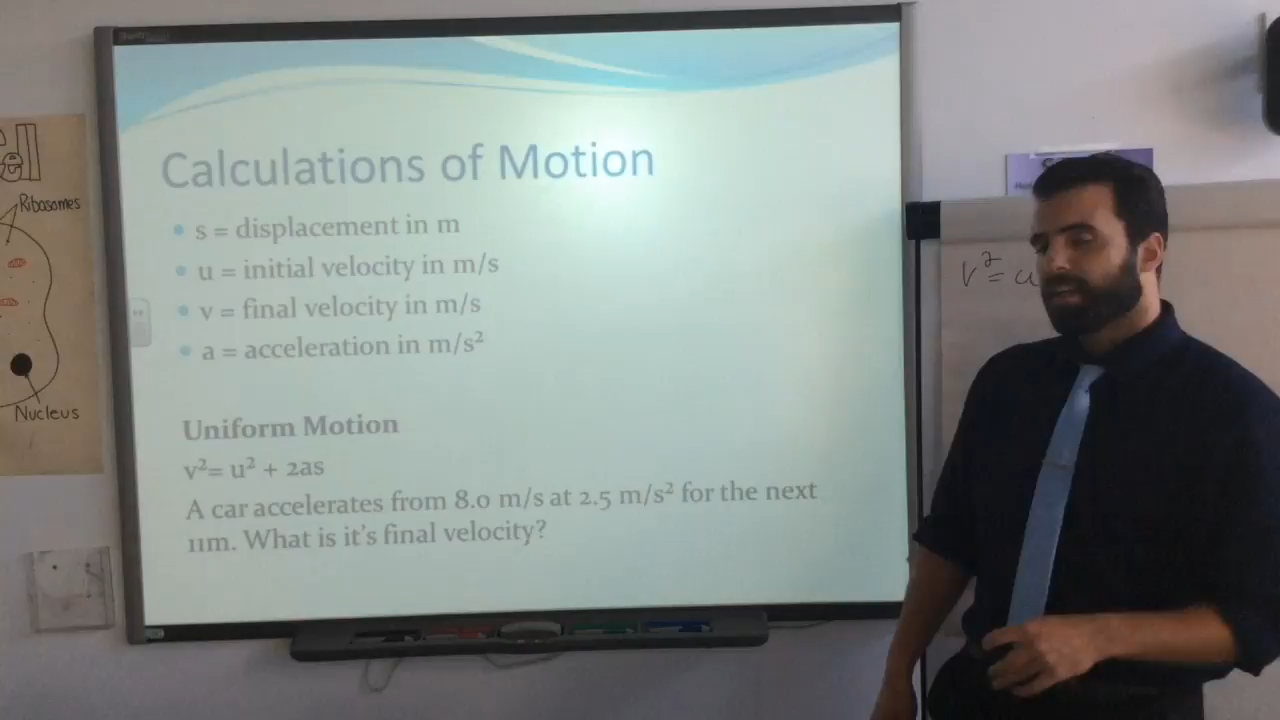 Calculations of Motion
s = displacement in m
u = initial velocity in m/s
v = final velocity in m/s
a = acceleration in m/s²
Uniform Motion
v²= u² + 2as
A car accelerates from 8.0 m/s at 2.5 m/s² for the next
11m. What is it's final velocity?
Ribosomes
Nucleus
v² = u